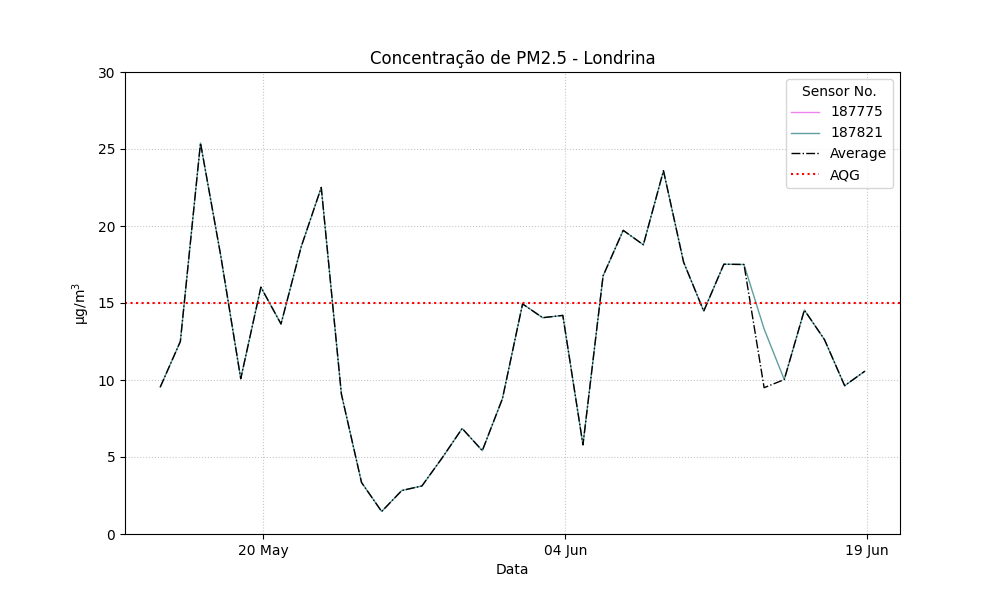 Concentração de PM2.5 - Londrina
30
25
20
15
10
5
0
µg/m³
Sensor No.
187775
187821
Average
AQG
20 May
04 Jun
19 Jun
Data